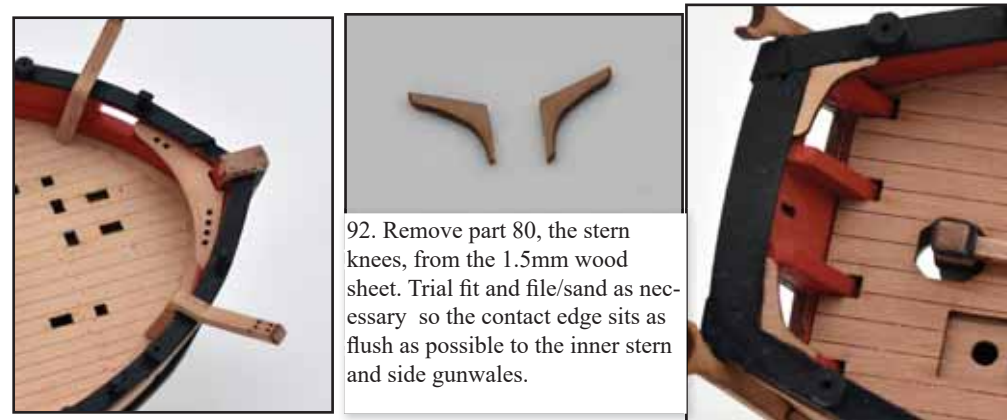 92. Remove part 80, the stern
knees, from the 1.5mm wood
sheet. Trial fit and file/sand as nec-
essary  so the contact edge sits as
flush as possible to the inner stern
and side gunwales.